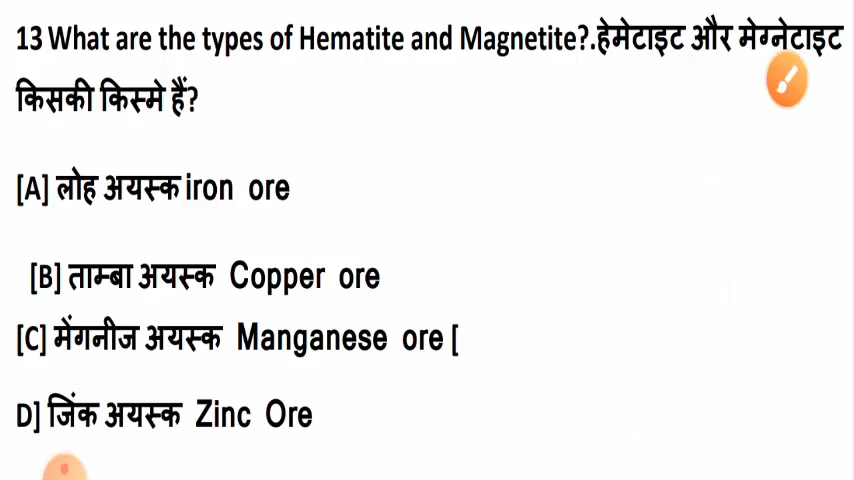 13 What are the types of Hematite and Magnetite?.हेमेटाइट और मेग्नेटाइट
किसकी किस्मे हैं?
[A] लोह अयस्क iron ore
[B] ताम्बा अयस्क Copper ore
[C] मेंगनीज अयस्क Manganese ore [
D] जिंक अयस्क Zinc Ore